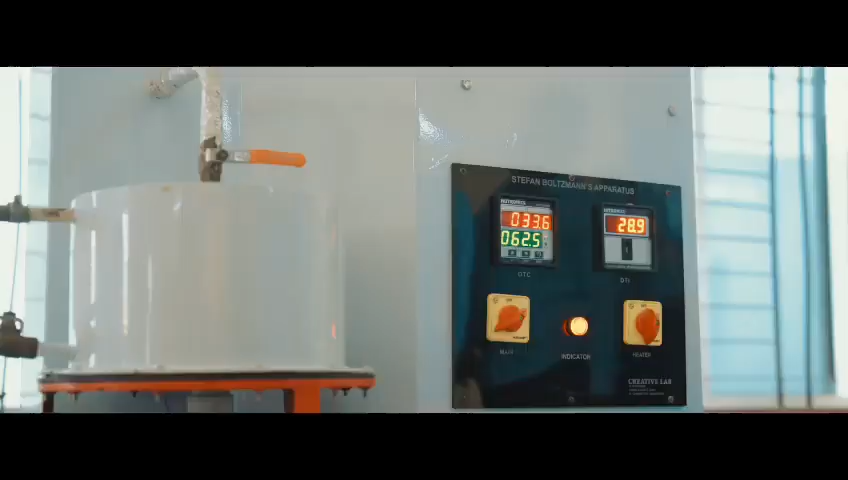 STEFAN BOLTZMANN'S APPARATUS
033.6
062.5
28.9
DTC
DTI
MAIN
INDICATOR
HEATER
CREATIVE LAB